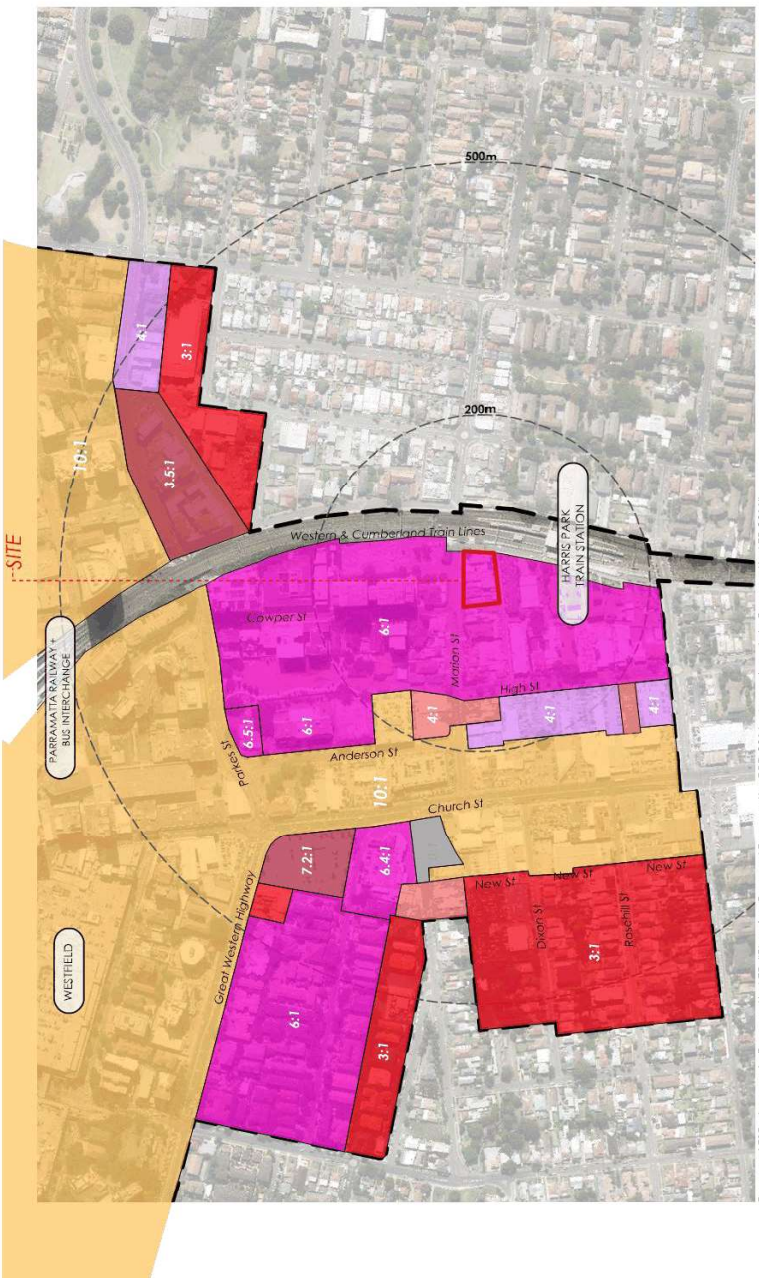 500m
200m
4:1
3:1
10:1
3.5:1
SITE
Western & Cumberland Train Lines
HARRIS PARK
TRAIN STATION
PARRAMATTA RAILWAY +
BUS INTERCHANGE
Cowper St
6:1
Marion St
High St
6.5:1
6:1
4:1
4:1
4:1
Parkes St
Anderson St
10:1
Church St
7.2:1
6.4:1
WESTFIELD
Great Western Highway
New St
New St
New St
Dixon St
Rosehill St
3:1
6:1
3:1